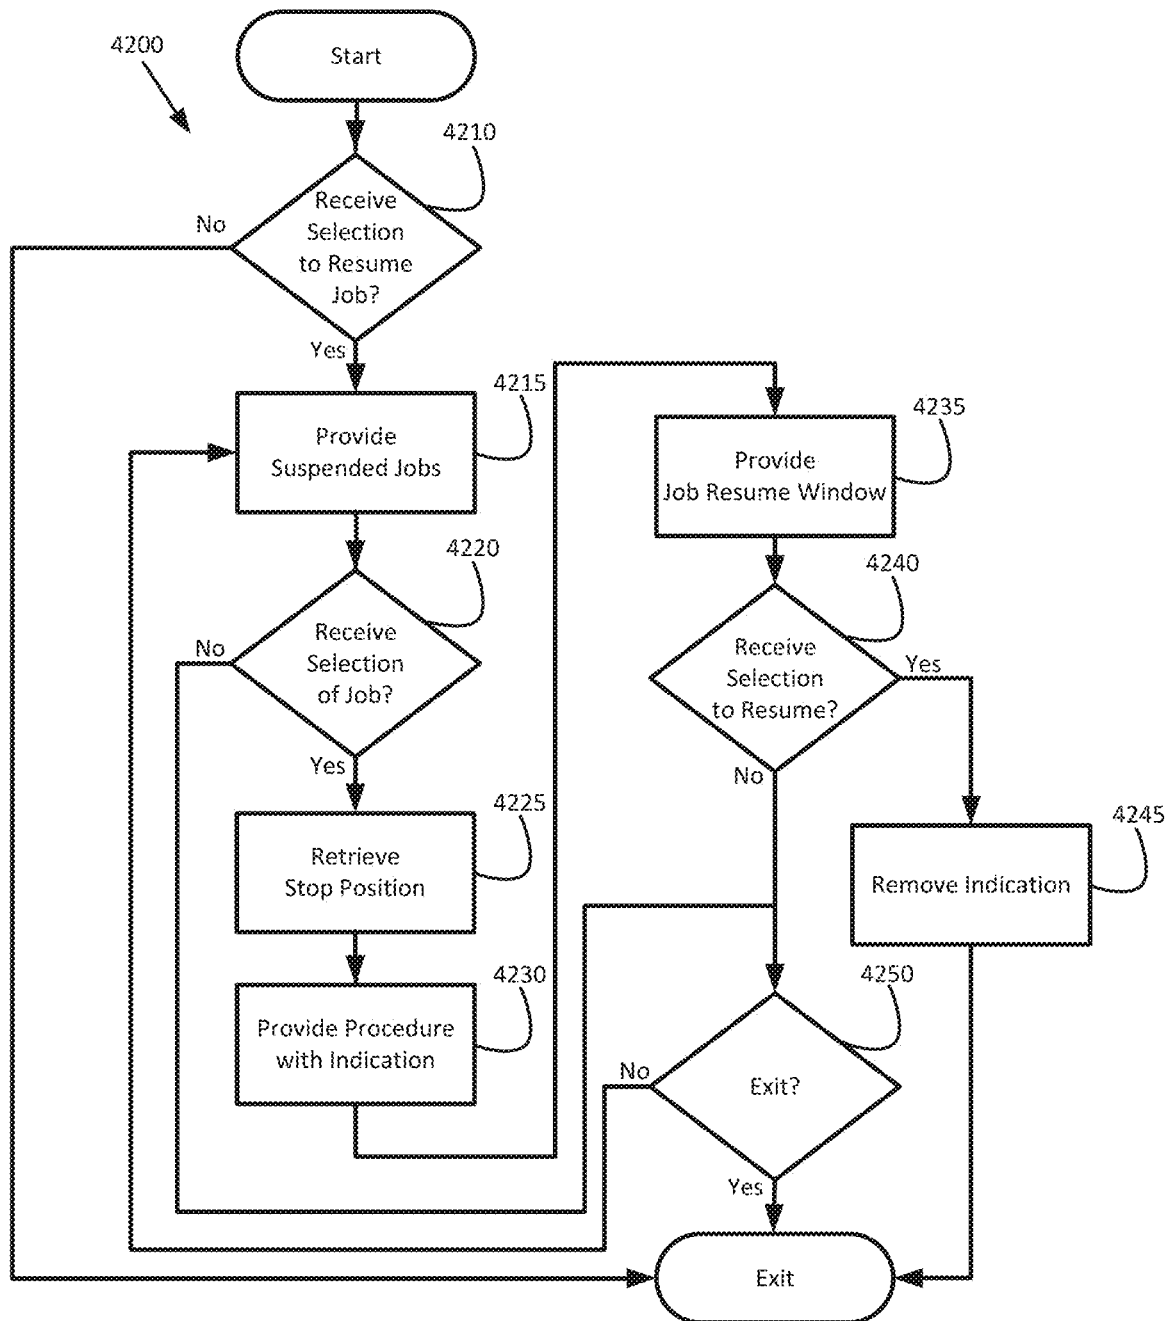 4200
Start
4210
No
Receive
Selection
to Resume
Job?
Yes
4215
Provide
Suspended Jobs
4220
No
Receive
Selection
of Job?
Yes
4225
Retrieve
Stop Position
4230
Provide Procedure
with Indication
4235
Provide
Job Resume Window
4240
Receive
Selection
to Resume?
Yes
No
4245
Remove Indication
4250
No
Exit?
Yes
Exit